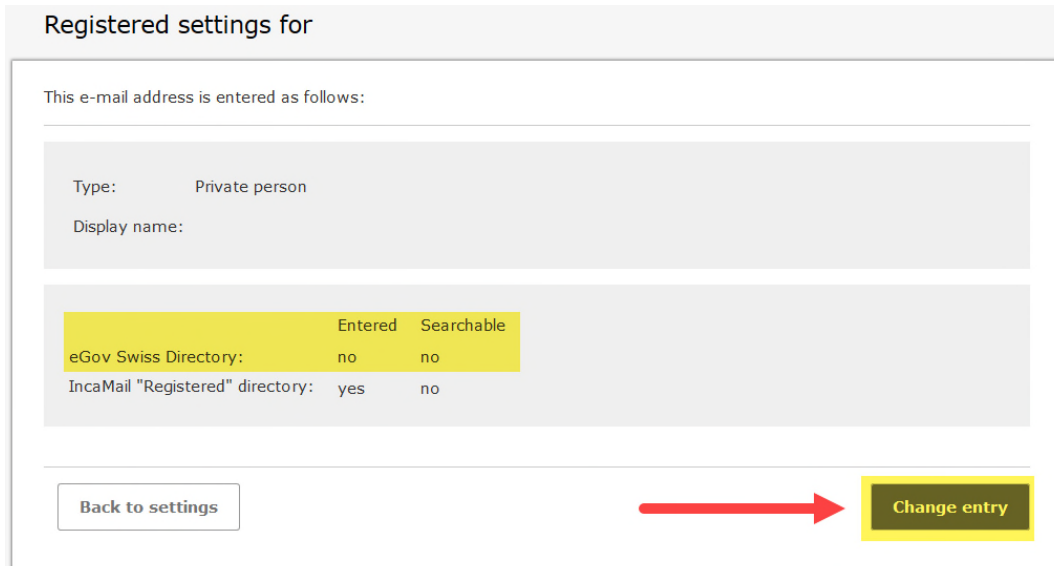 Registered settings for
This e-mail address is entered as follows:
Type: Private person
Display name:
Entered Searchable
eGov Swiss Directory: no no
IncaMail "Registered" directory: yes no
Back to settings Change entry